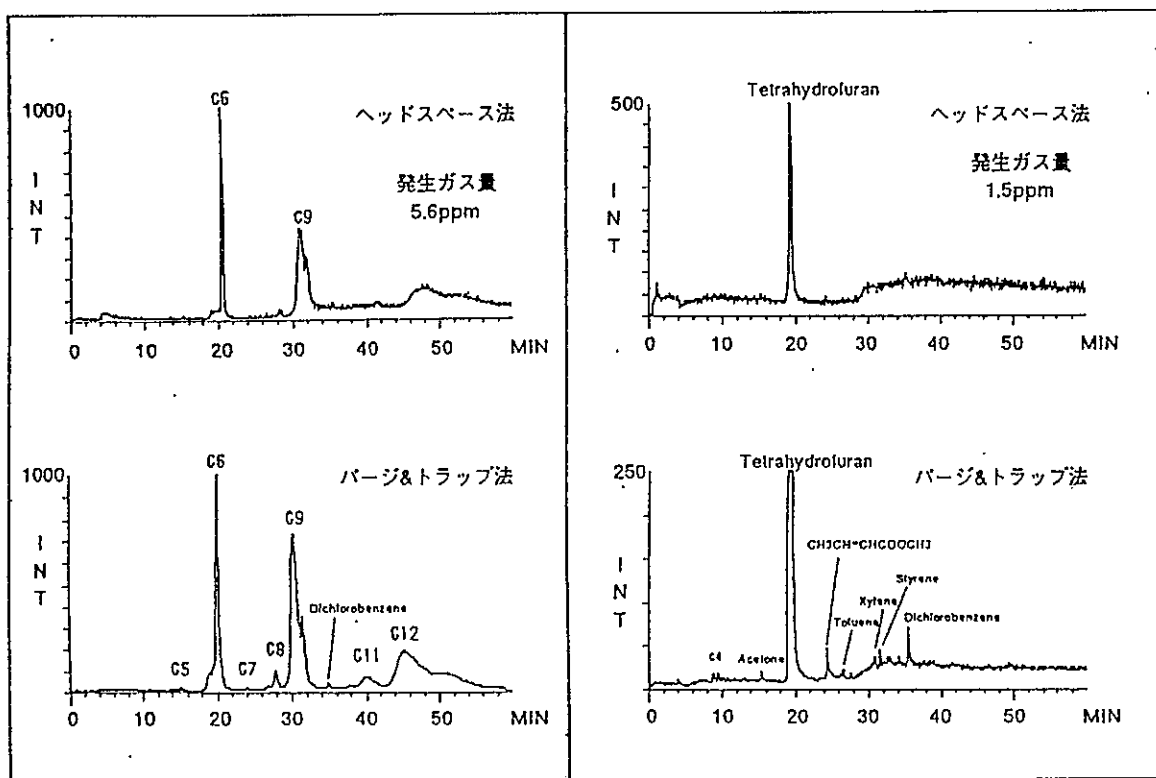 1000
C6
ヘッドスペース法
発生ガス量
5.6ppm
C9
I
N
T
0 10 20 30 40 50 MIN
500
Tetrahydrofuran
ヘッドスペース法
発生ガス量
1.5ppm
I
N
T
0 10 20 30 40 50 MIN
1000
C6
パージ&トラップ法
C9
I
N
T
Dichlorobenzene
C5
C7
C8
C11
C12
0 10 20 30 40 50 MIN
250
Tetrahydrofuran
パージ&トラップ法
I
N
T
CH3CH=CHCOOCH3
Styrene
Xylene
Toluene
Dichlorobenzene
C4
Acetone
0 10 20 30 40 50 MIN